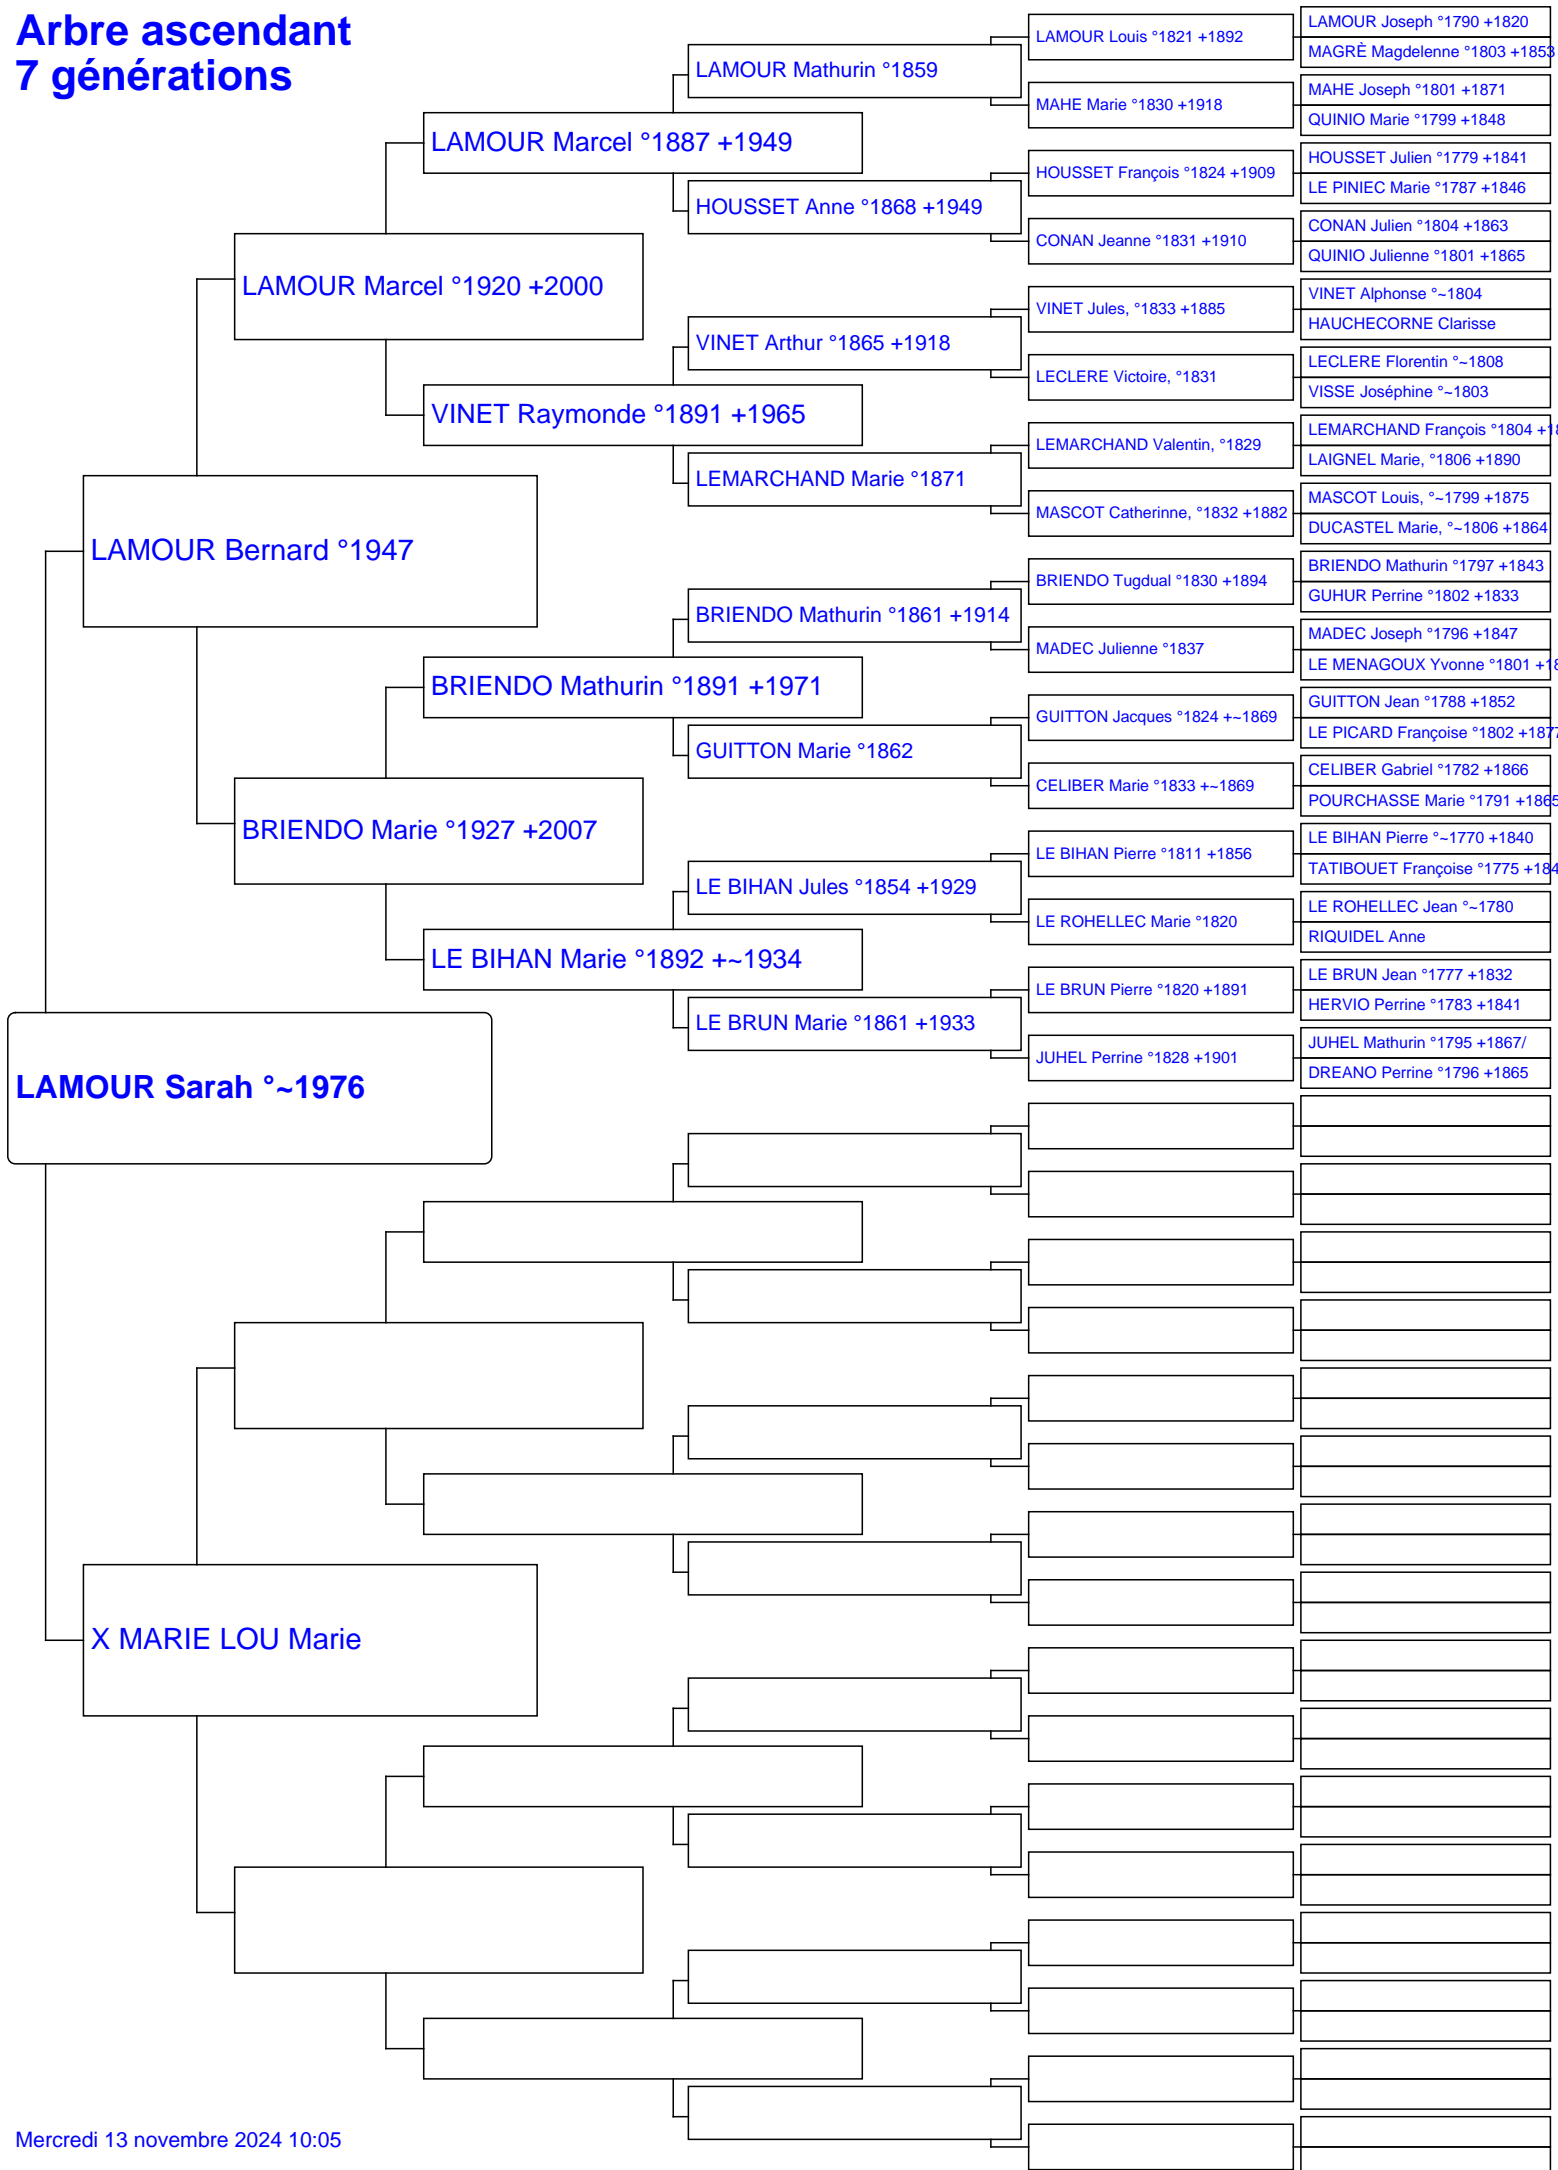 Arbre ascendant
7 générations
LAMOUR Sarah °~1976
LAMOUR Bernard °1947
X MARIE LOU Marie
LAMOUR Marcel °1920 +2000
BRIENDO Marie °1927 +2007
LAMOUR Marcel °1887 +1949
VINET Raymonde °1891 +1965
BRIENDO Mathurin °1891 +1971
LE BIHAN Marie °1892 +~1934
LAMOUR Mathurin °1859
HOUSSET Anne °1868 +1949
VINET Arthur °1865 +1918
LEMARCHAND Marie °1871
BRIENDO Mathurin °1861 +1914
GUITTON Marie °1862
LE BIHAN Jules °1854 +1929
LE BRUN Marie °1861 +1933
LAMOUR Louis °1821 +1892
MAHE Marie °1830 +1918
HOUSSET François °1824 +1909
CONAN Jeanne °1831 +1910
VINET Jules, °1833 +1885
LECLERE Victoire, °1831
LEMARCHAND Valentin, °1829
MASCOT Catherinne, °1832 +1882
BRIENDO Tugdual °1830 +1894
MADEC Julienne °1837
GUITTON Jacques °1824 +~1869
CELIBER Marie °1833 +~1869
LE BIHAN Pierre °1811 +1856
LE ROHELLEC Marie °1820
LE BRUN Pierre °1820 +1891
JUHEL Perrine °1828 +1901
LAMOUR Joseph °1790 +1820
MAGRÈ Magdelenne °1803 +1853
MAHE Joseph °1801 +1871
QUINIO Marie °1799 +1848
HOUSSET Julien °1779 +1841
LE PINIEC Marie °1787 +1846
CONAN Julien °1804 +1863
QUINIO Julienne °1801 +1865
VINET Alphonse °~1804
HAUCHECORNE Clarisse
LECLERE Florentin °~1808
VISSE Joséphine °~1803
LEMARCHAND François °1804
LAIGNEL Marie, °1806 +1890
MASCOT Louis, °~1799 +1875
DUCASTEL Marie, °~1806 +1864
BRIENDO Mathurin °1797 +1843
GUHUR Perrine °1802 +1833
MADEC Joseph °1796 +1847
LE MENAGOUX Yvonne °1801
GUITTON Jean °1788 +1852
LE PICARD Françoise °1802 +1877
CELIBER Gabriel °1782 +1866
POURCHASSE Marie °1791 +1865
LE BIHAN Pierre °~1770 +1840
TATIBOUET Françoise °1775
LE ROHELLEC Jean °~1780
RIQUIDEL Anne
LE BRUN Jean °1777 +1832
HERVIO Perrine °1783 +1841
JUHEL Mathurin °1795 +1867/
DREANO Perrine °1796 +1865
Mercredi 13 novembre 2024 10:05